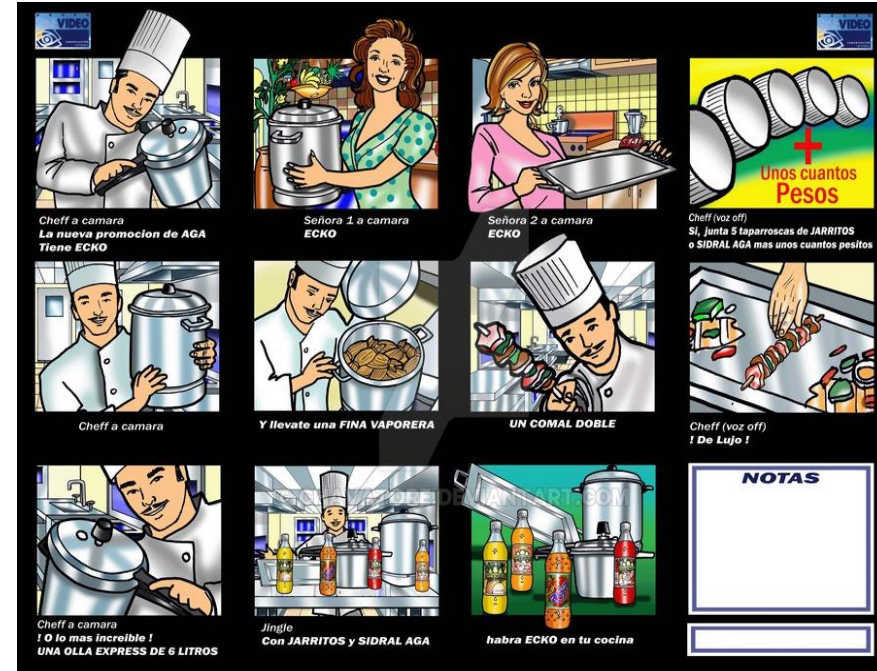 VIDEO
VIDEO
Cheff a camara
La nueva promocion de AGA
Tiene ECKO
Señora 1 a camara
ECKO
Señora 2 a camara
ECKO
+
Unos cuantos
Pesos
Cheff (voz off)
Si, junta 5 taparroscas de JARRITOS
o SIDRAL AGA mas unos cuantos pesitos
Cheff a camara
Y llevate una FINA VAPORERA
UN COMAL DOBLE
Cheff (voz off)
! De Lujo !
Cheff a camara
! O lo mas increible !
UNA OLLA EXPRESS DE 6 LITROS
Jingle
Con JARRITOS y SIDRAL AGA
habra ECKO en tu cocina
NOTAS